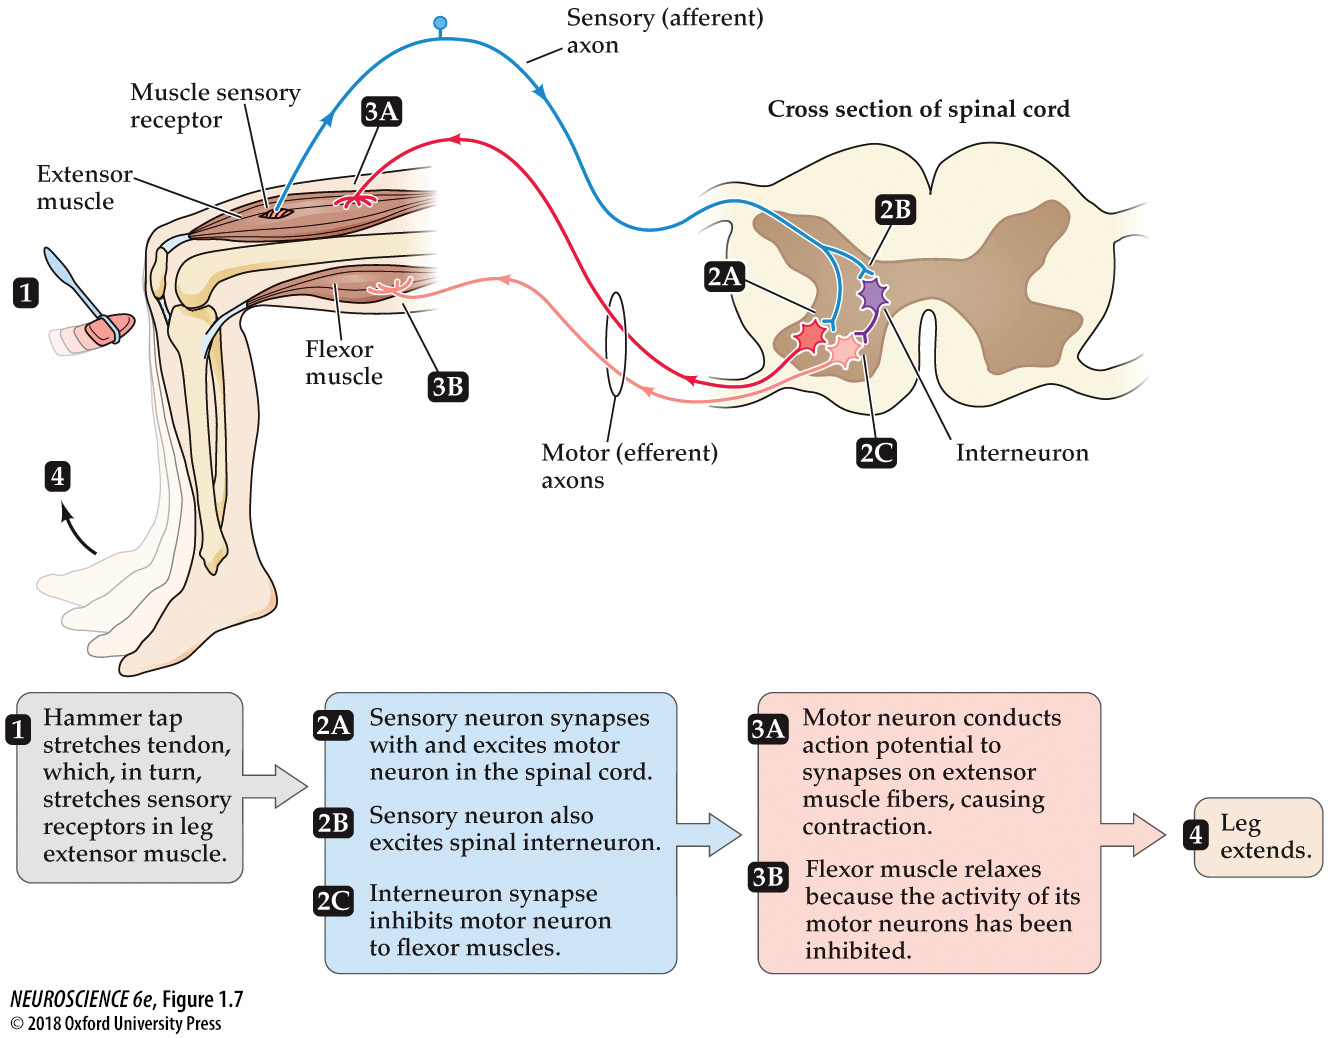 Sensory (afferent)
axon
Muscle sensory
receptor
3A
Cross section of spinal cord
Extensor
muscle
2B
2A
1
Flexor
muscle
3B
Motor (efferent)
axons
2C
Interneuron
4
1
Hammer tap
stretches tendon,
which, in turn,
stretches sensory
receptors in leg
extensor muscle.
2A
Sensory neuron synapses
with and excites motor
neuron in the spinal cord.
2B
Sensory neuron also
excites spinal interneuron.
2C
Interneuron synapse
inhibits motor neuron
to flexor muscles.
3A
Motor neuron conducts
action potential to
synapses on extensor
muscle fibers, causing
contraction.
3B
Flexor muscle relaxes
because the activity of its
motor neurons has been
inhibited.
4
Leg
extends.
NEUROSCIENCE 6e, Figure 1.7
© 2018 Oxford University Press